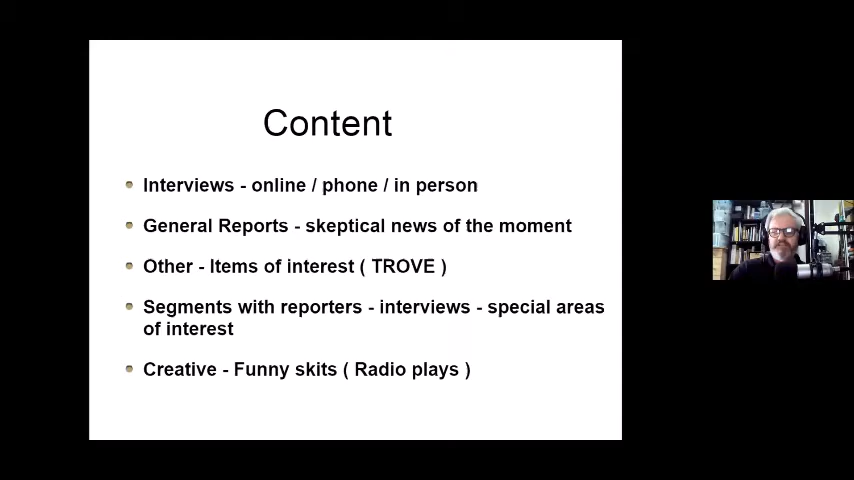 Content
Interviews - online / phone / in person
General Reports - skeptical news of the moment
Other - Items of interest ( TROVE )
Segments with reporters - interviews - special areas
of interest
Creative - Funny skits ( Radio plays )